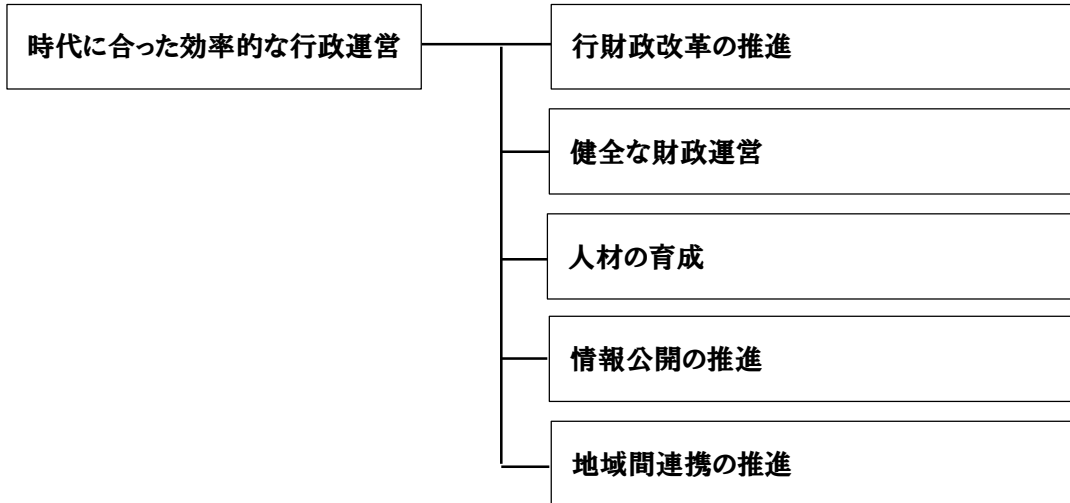 時代に合った効率的な行政運営
行財政改革の推進
健全な財政運営
人材の育成
情報公開の推進
地域間連携の推進